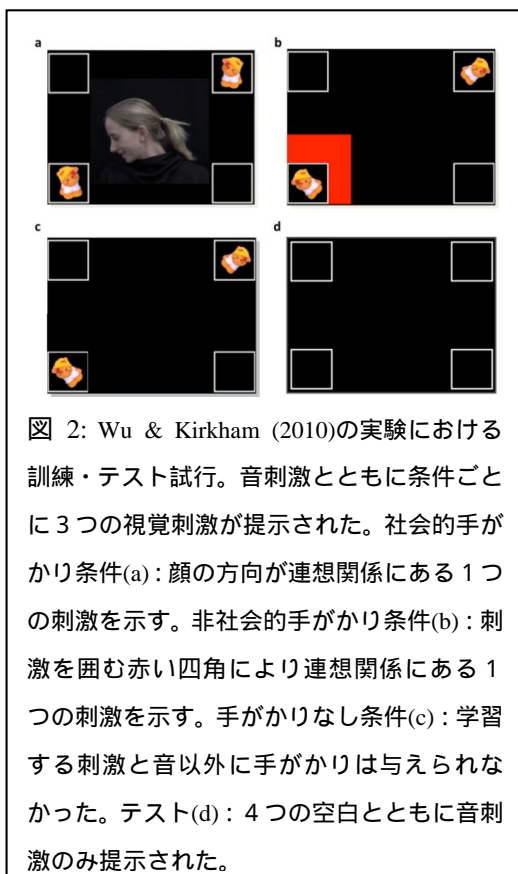 a
b
c
d
図 2: Wu & Kirkham (2010)の実験における
訓練・テスト試行。音刺激とともに条件ごと
に３つの視覚刺激が提示された。社会的手が
かり条件(a) : 顔の方向が連想関係にある１つ
の刺激を示す。非社会的手がかり条件(b) : 刺
激を囲む赤い四角により連想関係にある１
つの刺激を示す。手がかりなし条件(c) : 学習
する刺激と音以外に手がかりは与えられな
かった。テスト(d) : ４つの空白とともに音刺
激のみ提示された。